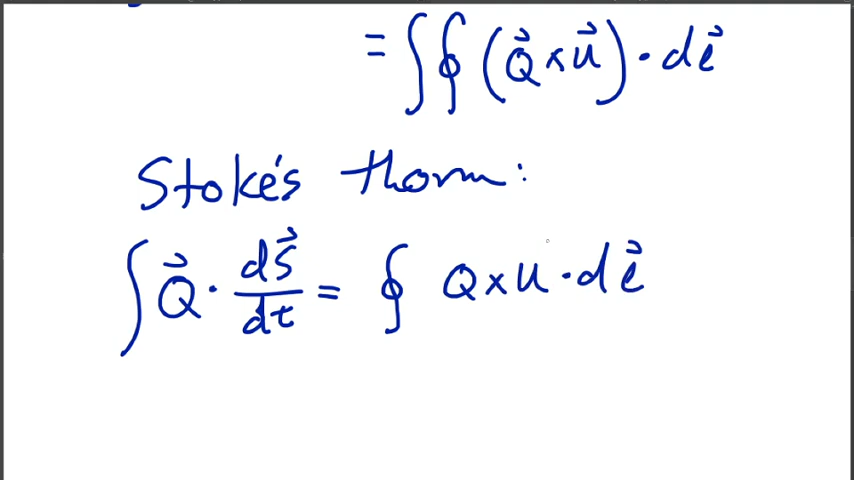 = ∫∮ (Q⃗ × u⃗) · dℓ⃗
Stoke's thorm:
∫ Q⃗ · ds⃗/dt = ∮ Q × u · dℓ⃗